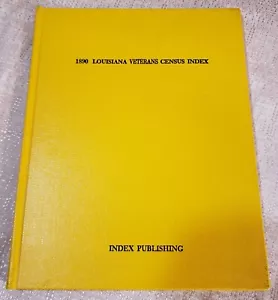 1890 LOUISIANA VETERANS CENSUS INDEX
INDEX PUBLISHING